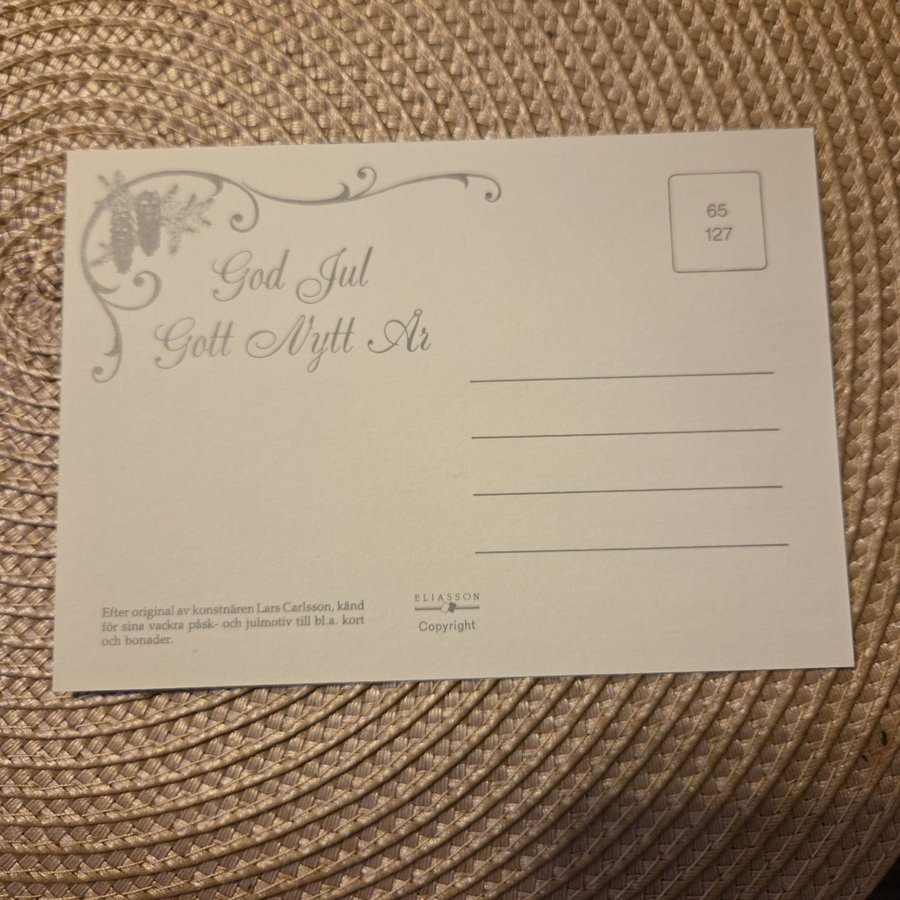 God Jul
Gott Nytt År
65
127
Efter original av konstnären Lars Carlsson, känd
för sina vackra påsk- och julmotiv till bl.a. kort
och bonader.
ELIASSON
Copyright